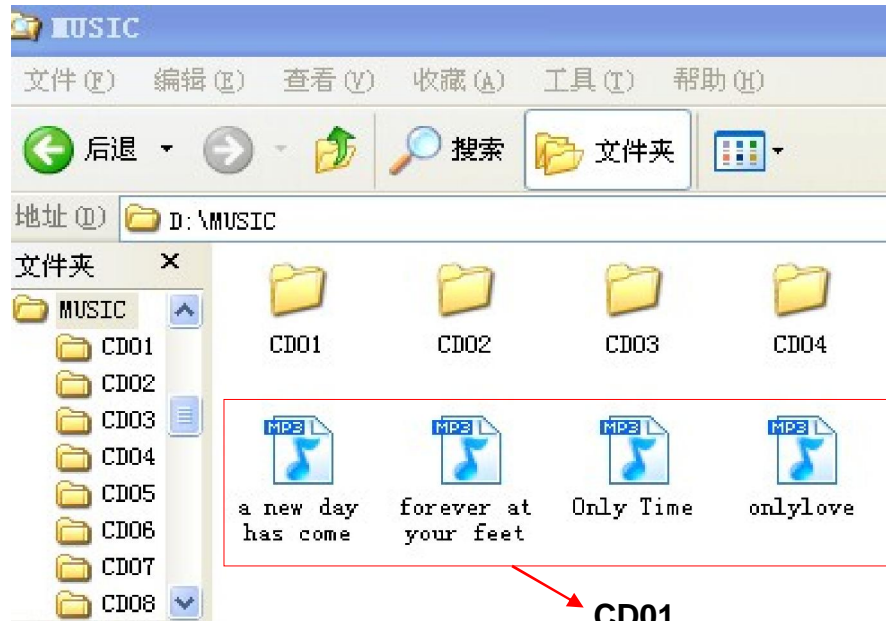 MUSIC
文件(F) 编辑(E) 查看(V) 收藏(A) 工具(T) 帮助(H)
后退 搜索 文件夹
地址(D) D:\MUSIC
文件夹 ×
MUSIC
CD01
CD02
CD03
CD04
CD05
CD06
CD07
CD08
CD01 CD02 CD03 CD04
MP3 MP3 MP3 MP3
a new day has come
forever at your feet
Only Time
onlylove
CD01